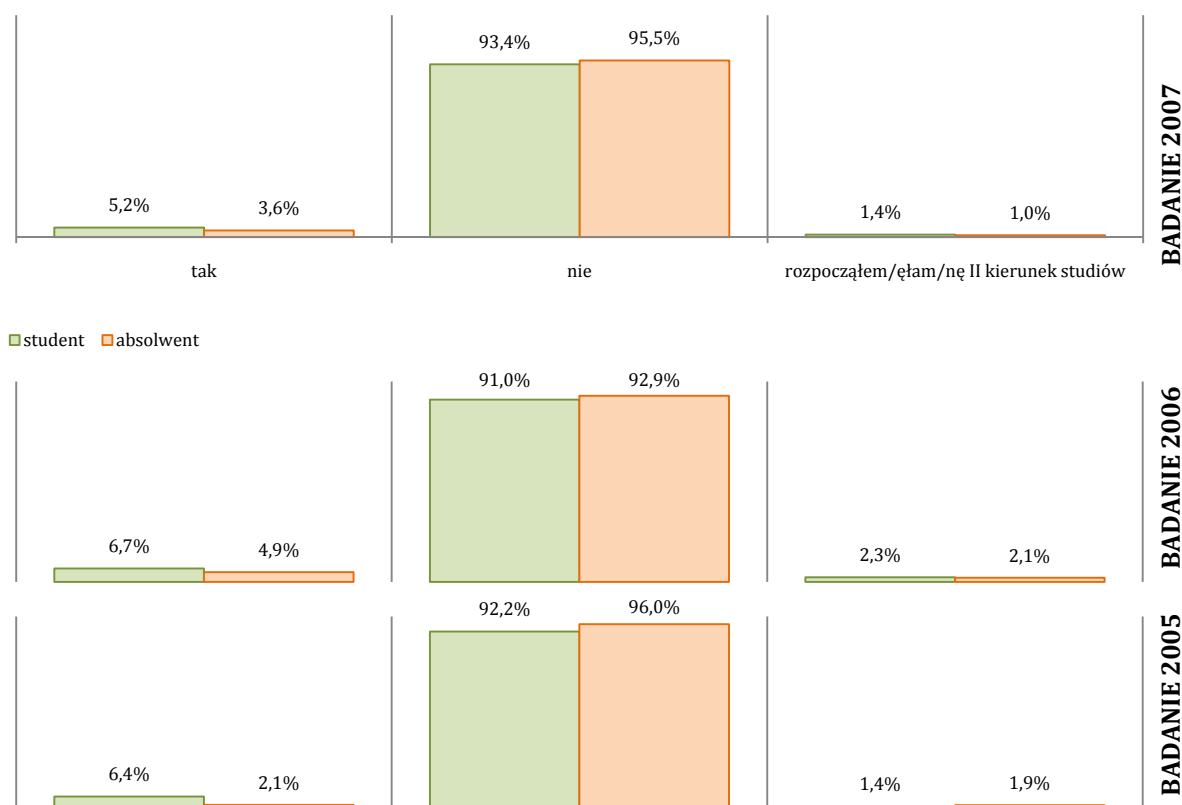 93,4% 95,5%
5,2% 3,6% 1,4% 1,0%
tak nie rozpocząłem/ęłam/nę II kierunek studiów
BADANIE 2007
student absolwent
91,0% 92,9%
6,7% 4,9% 2,3% 2,1%
BADANIE 2006
92,2% 96,0%
6,4% 2,1% 1,4% 1,9%
BADANIE 2005